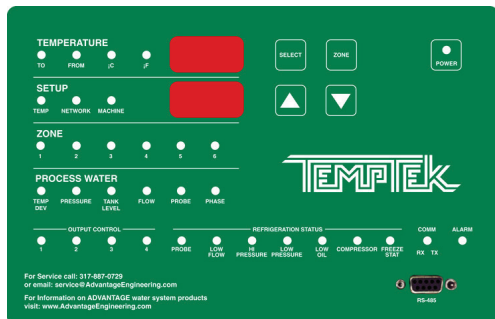 TEMPERATURE
TO FROM ¡C ¡F
SELECT ZONE
POWER
SETUP
TEMP NETWORK MACHINE
ZONE
1 2 3 4 5 6
TEMPTEK
PROCESS WATER
TEMP DEV PRESSURE TANK LEVEL FLOW PROBE PHASE
OUTPUT CONTROL
1 2 3 4
REFRIGERATION STATUS
PROBE LOW FLOW HI PRESSURE LOW PRESSURE LOW OIL COMPRESSOR FREEZE STAT
COMM
RX TX
ALARM
For Service call: 317-887-0729
or email: service@AdvantageEngineering.com
For Information on ADVANTAGE water system products
visit: www.AdvantageEngineering.com
RS-485